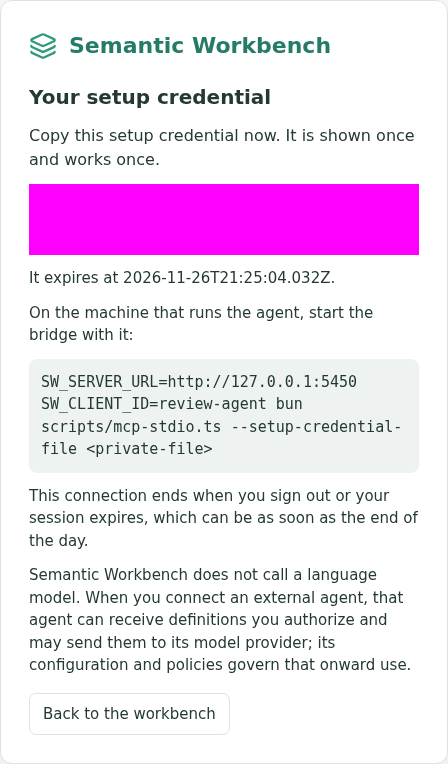 Semantic Workbench
Your setup credential
Copy this setup credential now. It is shown once
and works once.
It expires at 2026-11-26T21:25:04.032Z.
On the machine that runs the agent, start the
bridge with it:
SW_SERVER_URL=http://127.0.0.1:5450
SW_CLIENT_ID=review-agent bun
scripts/mcp-stdio.ts --setup-credential-
file <private-file>
This connection ends when you sign out or your
session expires, which can be as soon as the end of
the day.
Semantic Workbench does not call a language
model. When you connect an external agent, that
agent can receive definitions you authorize and
may send them to its model provider; its
configuration and policies govern that onward use.
Back to the workbench